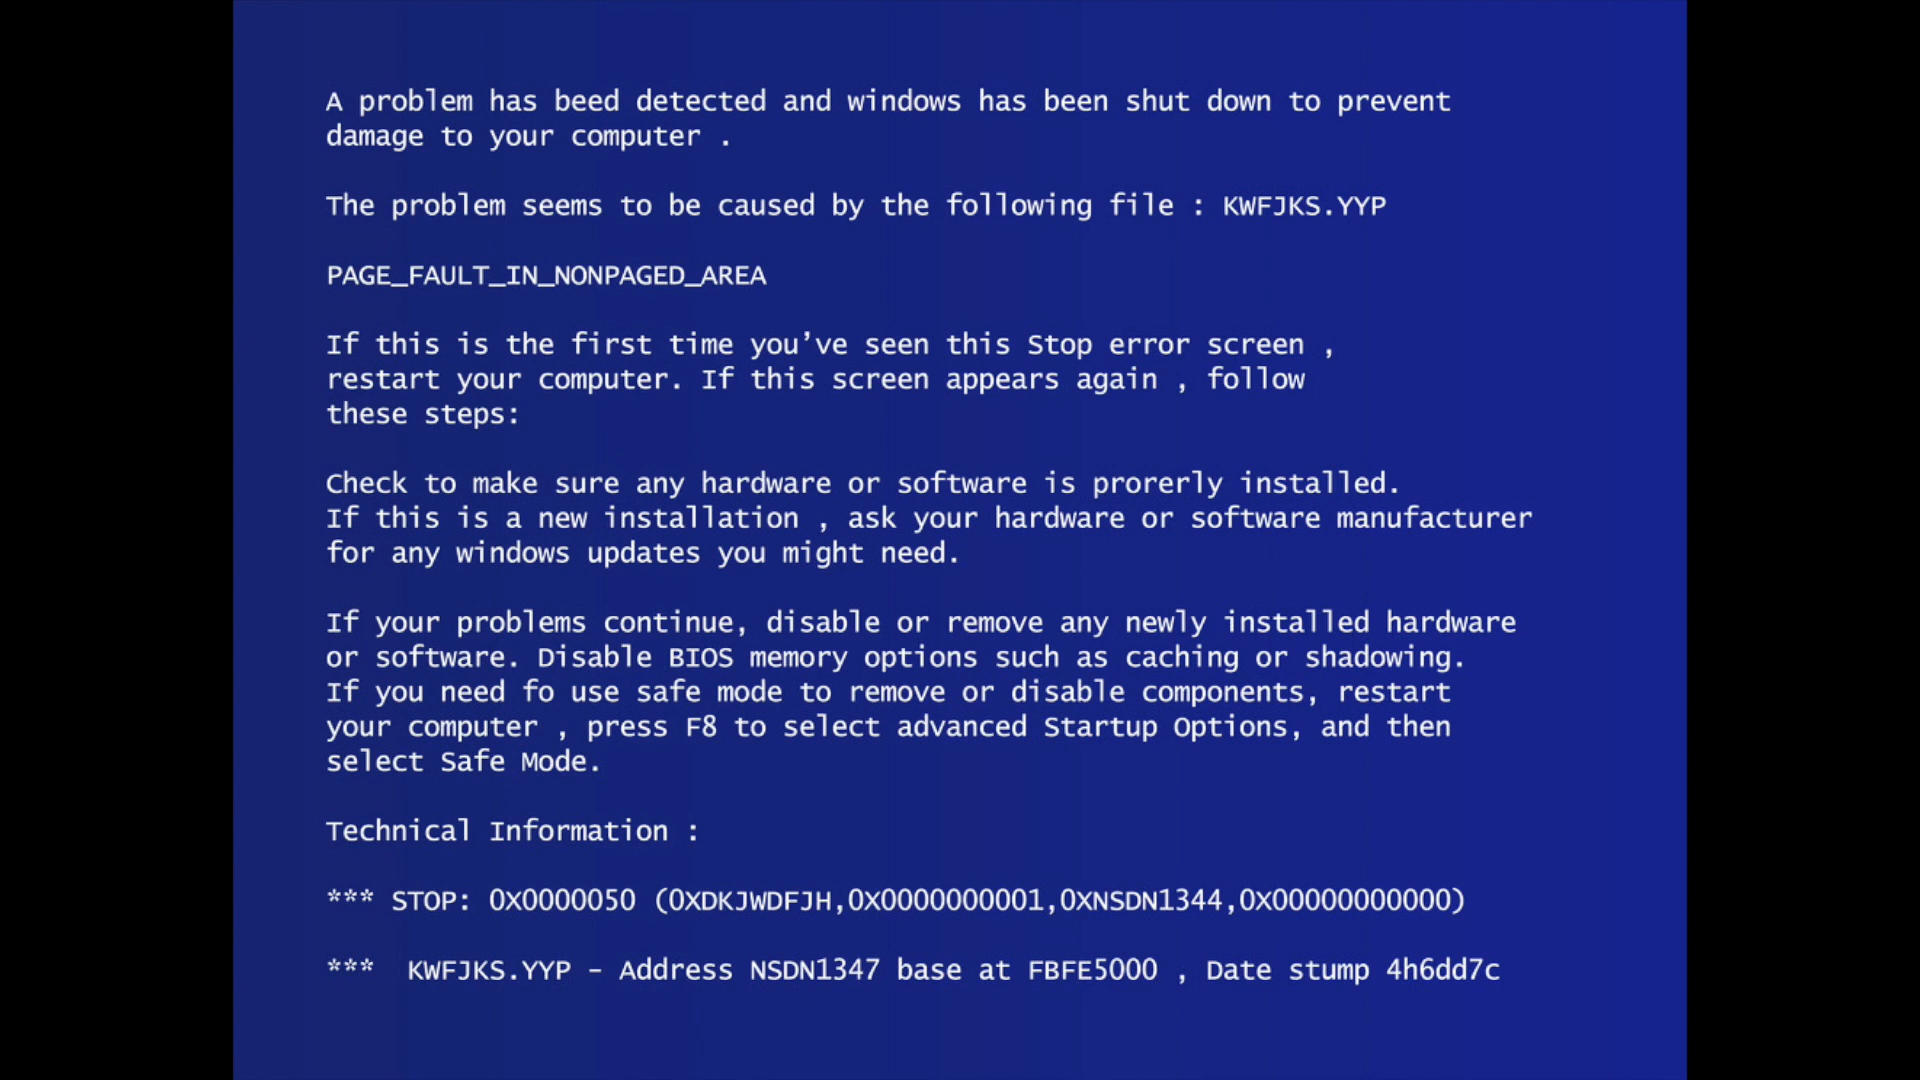 A problem has beed detected and windows has been shut down to prevent
damage to your computer .
The problem seems to be caused by the following file : KWFJKS.YYP
PAGE_FAULT_IN_NONPAGED_AREA
If this is the first time you’ve seen this Stop error screen ,
restart your computer. If this screen appears again , follow
these steps:
Check to make sure any hardware or software is prorerly installed.
If this is a new installation , ask your hardware or software manufacturer
for any windows updates you might need.
If your problems continue, disable or remove any newly installed hardware
or software. Disable BIOS memory options such as caching or shadowing.
If you need fo use safe mode to remove or disable components, restart
your computer , press F8 to select advanced Startup Options, and then
select Safe Mode.
Technical Information :
*** STOP: 0X0000050 (0XDKJWDFJH,0X0000000001,0XNSDN1344,0X00000000000)
***  KWFJKS.YYP - Address NSDN1347 base at FBFE5000 , Date stump 4h6dd7c